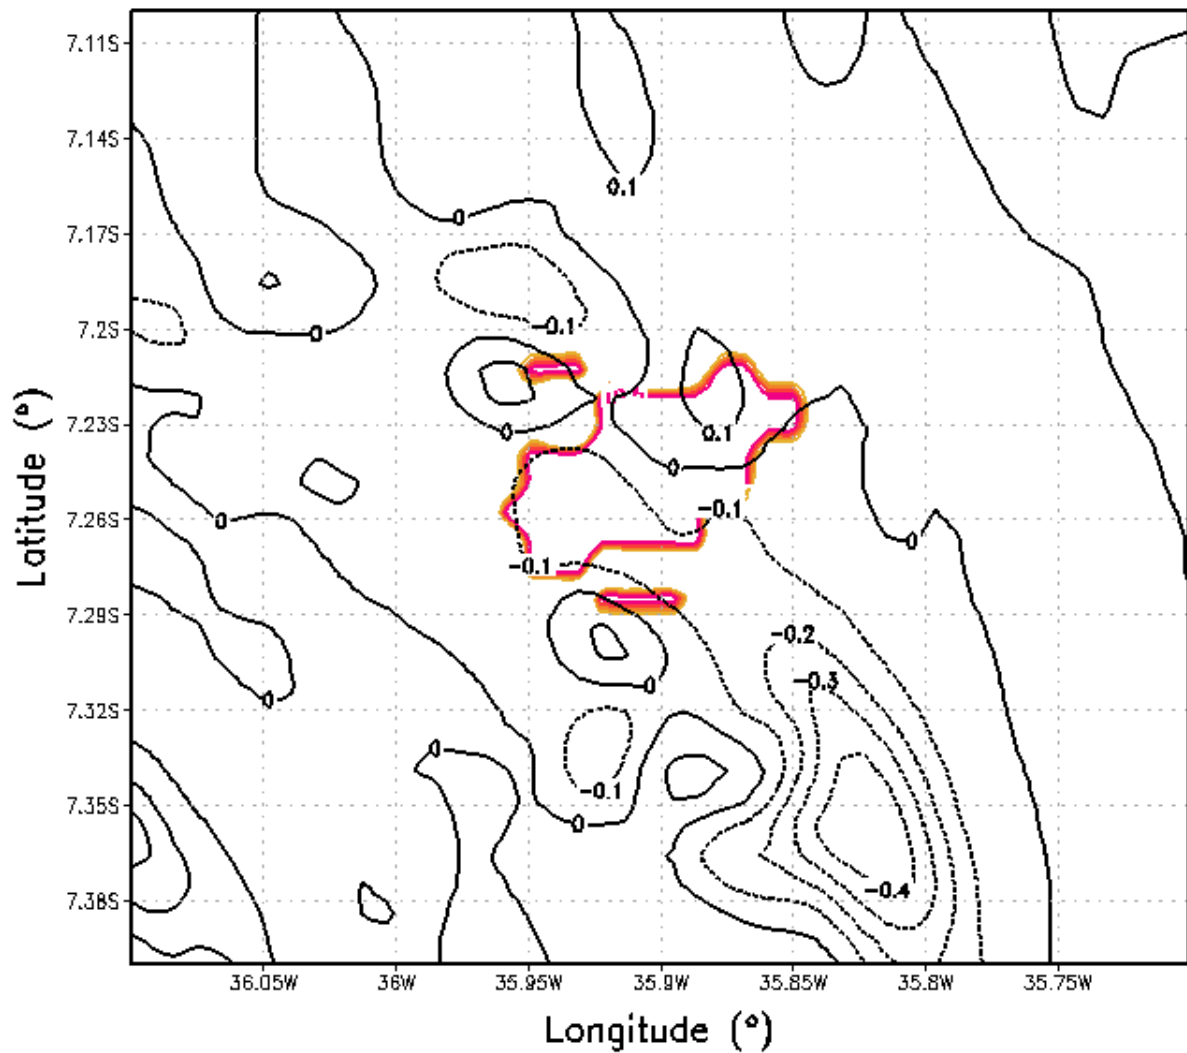 7.11S
7.14S
0.1
0
7.17S
-0.1
7.2S
0
7.23S
0
0.1
0
-0.1
7.26S
0
0
-0.1
7.29S
-0.2
-0.3
0
0
7.32S
0
-0.1
7.35S
0
-0.4
7.38S
36.05W
36W
35.95W
35.9W
35.85W
35.8W
35.75W
Longitude (°)
Latitude (°)